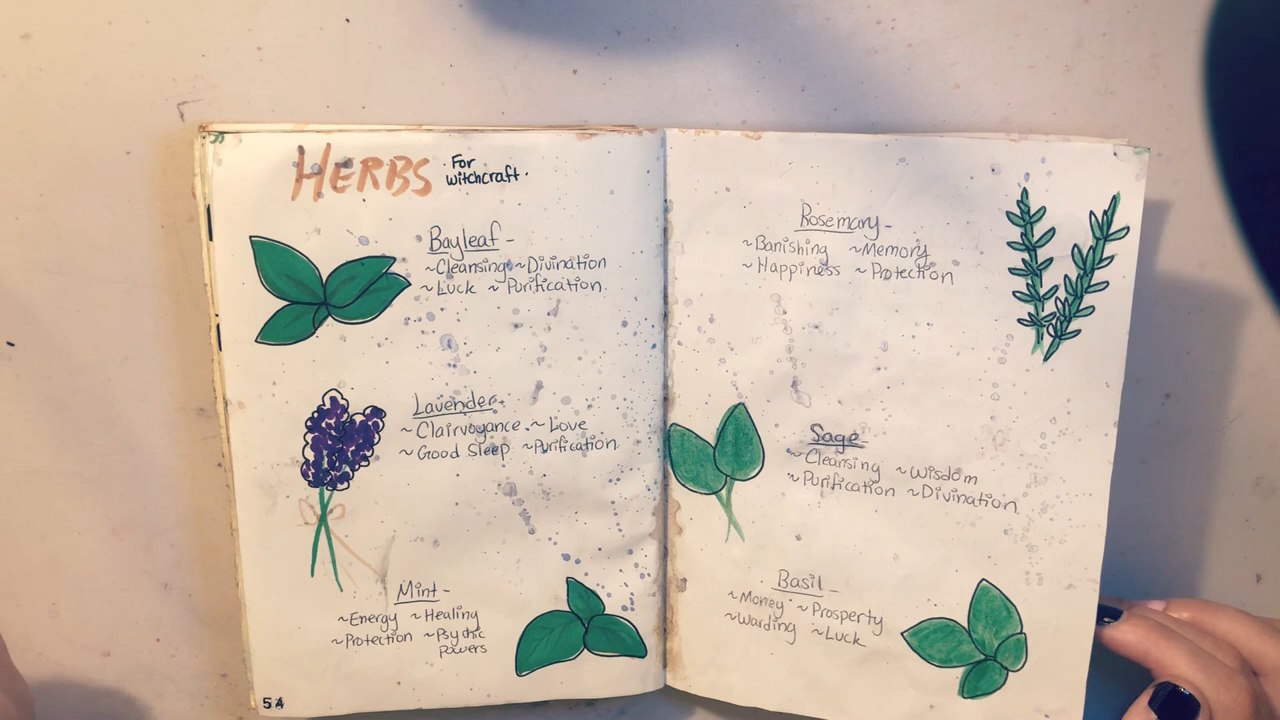 HERBS For witchcraft.
Bayleaf -
~Cleansing ~Divination
~Luck ~ Purification.
Lavender -
~ Clairvoyance. ~ Love
~ Good Sleep ~Purification.
Mint -
~Energy ~Healing
~Protection ~Psychic
powers
54
Rosemary -
~Banishing ~Memory
~Happiness ~Protection
Sage
~Cleansing ~Wisdom
~Purification ~Divination
Basil -
~Money ~Prosperty
~Warding ~Luck